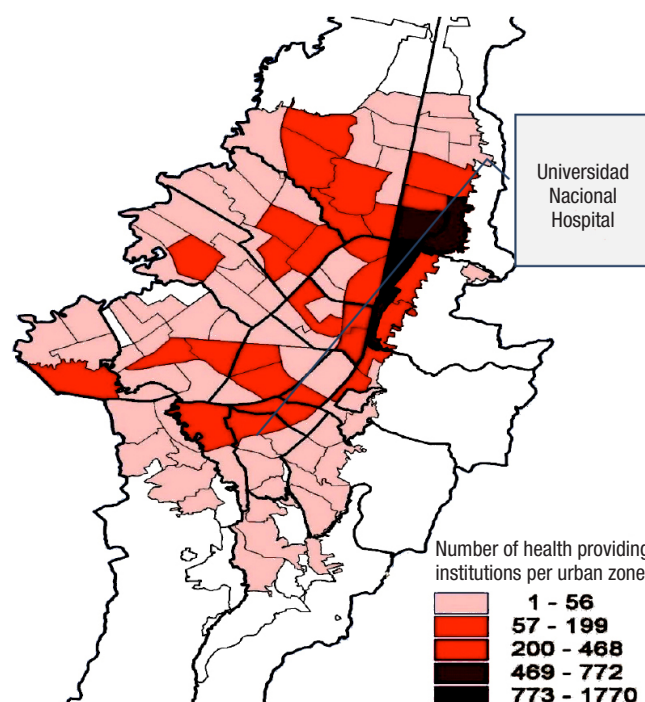 Universidad
Nacional
Hospital
Number of health providing
institutions per urban zone
1 - 56
57 - 199
200 - 468
469 - 772
773 - 1770